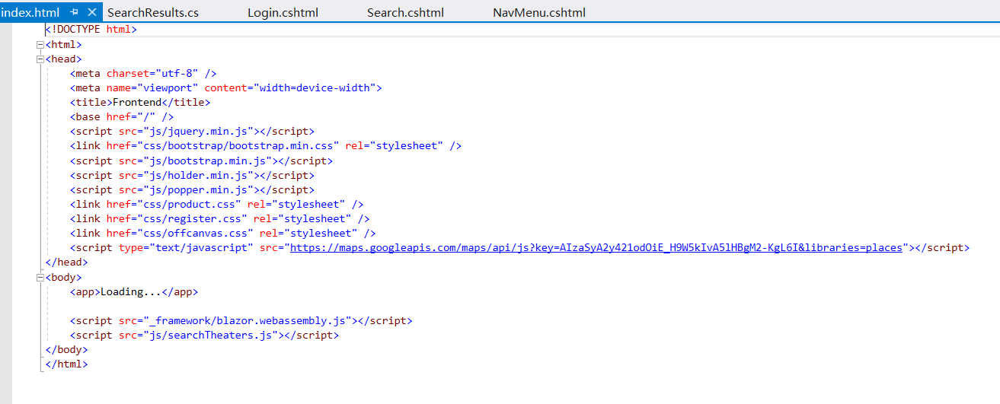 index.html SearchResults.cs Login.cshtml Search.cshtml NavMenu.cshtml
<!DOCTYPE html>
<html>
<head>
    <meta charset="utf-8" />
    <meta name="viewport" content="width=device-width">
    <title>Frontend</title>
    <base href="/" />
    <script src="js/jquery.min.js"></script>
    <link href="css/bootstrap/bootstrap.min.css" rel="stylesheet" />
    <script src="js/bootstrap.min.js"></script>
    <script src="js/holder.min.js"></script>
    <script src="js/popper.min.js"></script>
    <link href="css/product.css" rel="stylesheet" />
    <link href="css/register.css" rel="stylesheet" />
    <link href="css/offcanvas.css" rel="stylesheet" />
    <script type="text/javascript" src="https://maps.googleapis.com/maps/api/js?key=AIzaSyA2y421odOiE_H9W5kIvA5lHBgM2-KgL6I&libraries=places"></script>
</head>
<body>
    <app>Loading...</app>

    <script src="_framework/blazor.webassembly.js"></script>
    <script src="js/searchTheaters.js"></script>
</body>
</html>